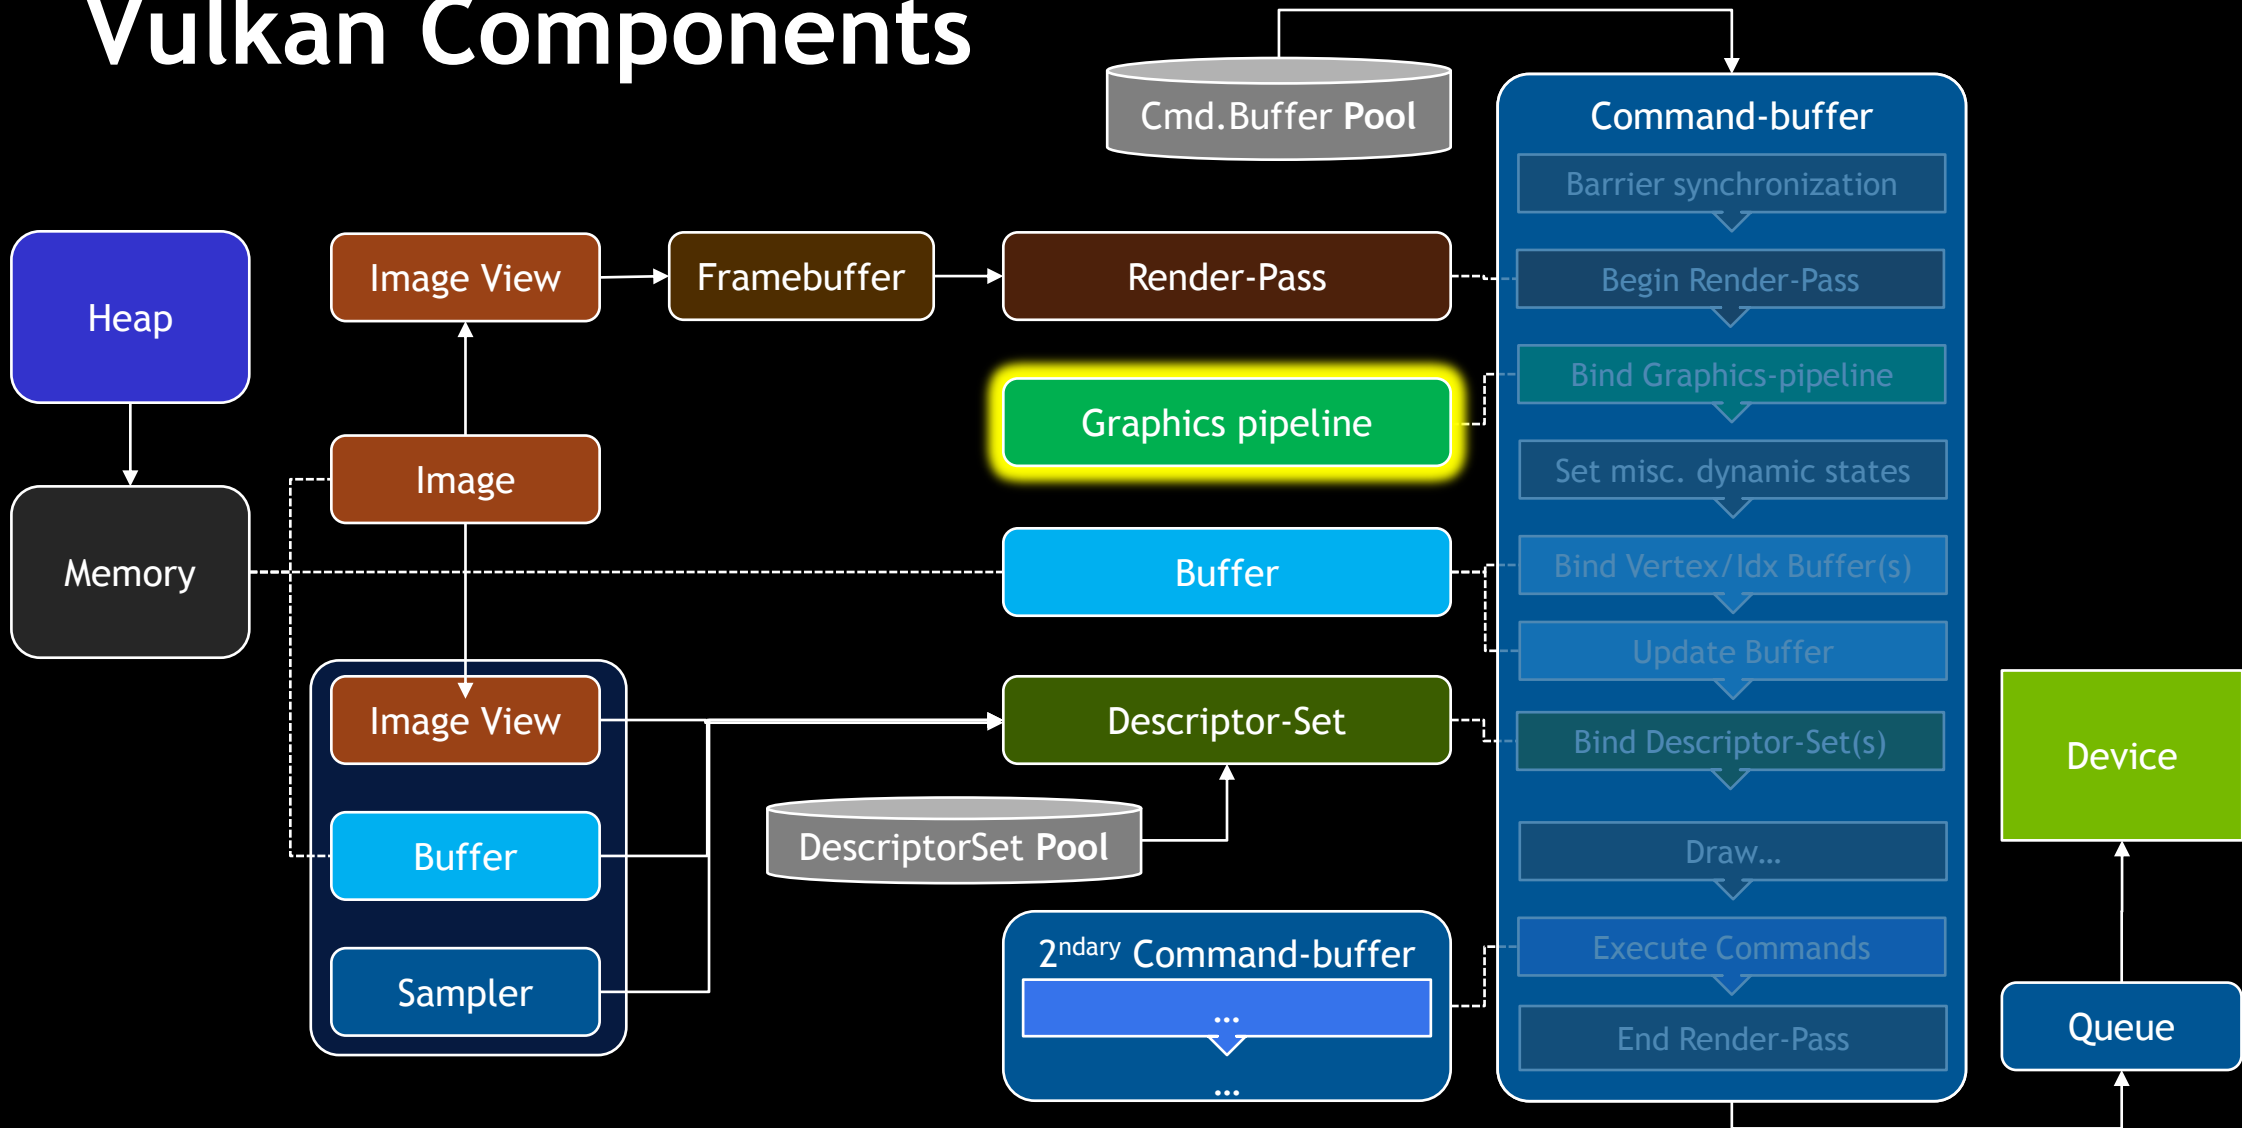 Vulkan Components
Cmd.Buffer Pool
Command-buffer
Barrier synchronization
Begin Render-Pass
Bind Graphics-pipeline
Set misc. dynamic states
Bind Vertex/Idx Buffer(s)
Update Buffer
Bind Descriptor-Set(s)
Draw…
Execute Commands
End Render-Pass
Heap
Memory
Image View
Framebuffer
Render-Pass
Graphics pipeline
Image
Buffer
Image View
Descriptor-Set
Buffer
DescriptorSet Pool
Sampler
2ndary Command-buffer
…
…
Device
Queue